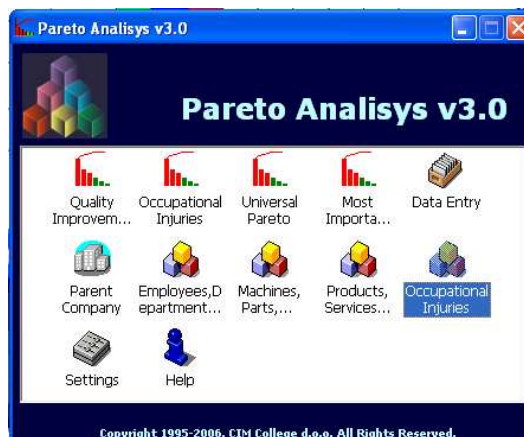 Pareto Analisys v3.0
Pareto Analisys v3.0
Quality
Improvem...
Occupational
Injuries
Universal
Pareto
Most
Importa...
Data Entry
Parent
Company
Employees,D
epartment...
Machines,
Parts,...
Products,
Services...
Occupational
Injuries
Settings
Help
Copyright 1995-2006, CIM College d.o.o. All Rights Reserved.